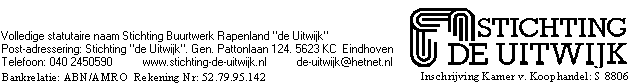 Volledige statutaire naam Stichting Buurtwerk Rapenland "de Uitwijk"
Post-adressering: Stichting "de Uitwijk". Gen. Pattonlaan 124. 5623 KC Eindhoven
Telefoon: 040 2450590 www.stichting-de-uitwijk.nl de-uitwijk@hetnet.nl
Bankrelatie: ABN/AMRO Rekening Nr: 52.79.95.142
STICHTING
DE UITWIJK
Inschrijving Kamer v. Koophandel: S 8806